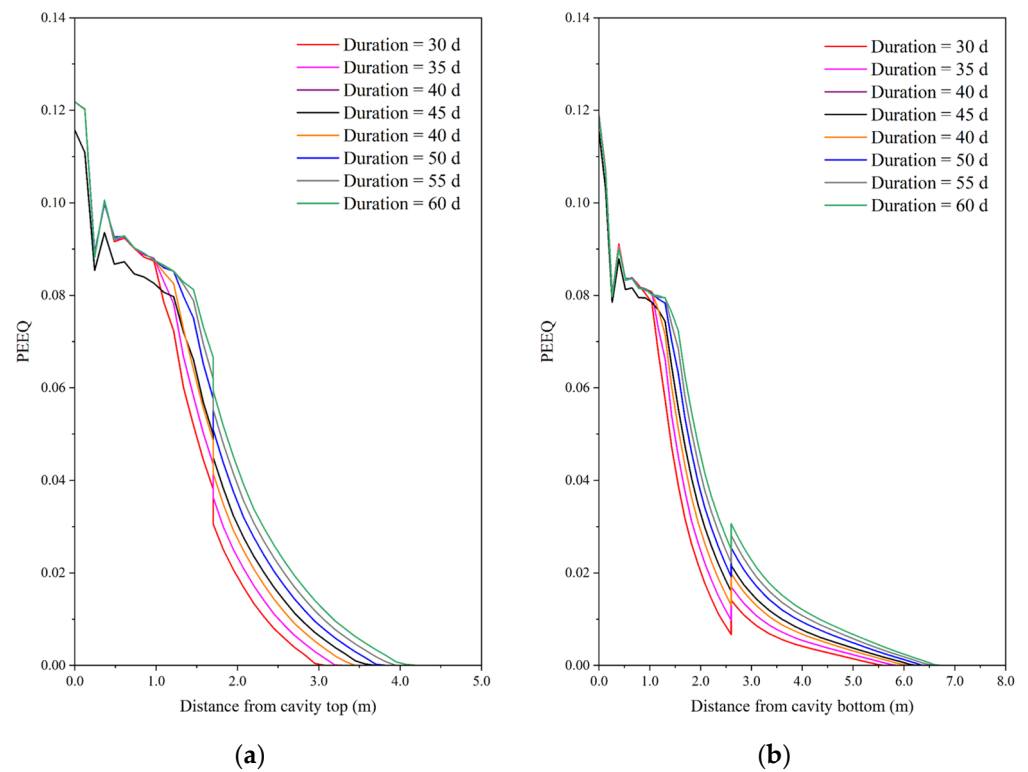 0.14
0.12
0.10
0.08
0.06
0.04
0.02
0.00
PEEQ
0.0
1.0
2.0
3.0
4.0
5.0
Distance from cavity top (m)
Duration = 30 d
Duration = 35 d
Duration = 40 d
Duration = 45 d
Duration = 40 d
Duration = 50 d
Duration = 55 d
Duration = 60 d
(a)
0.14
0.12
0.10
0.08
0.06
0.04
0.02
0.00
PEEQ
0.0
1.0
2.0
3.0
4.0
5.0
6.0
7.0
8.0
Distance from cavity bottom (m)
Duration = 30 d
Duration = 35 d
Duration = 40 d
Duration = 45 d
Duration = 40 d
Duration = 50 d
Duration = 55 d
Duration = 60 d
(b)